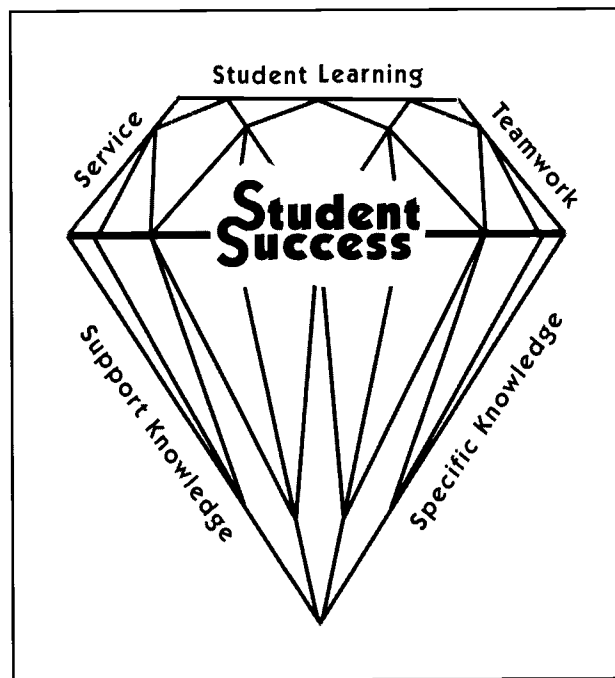 Student Learning
Service
Teamwork
Student
Success
Support Knowledge
Specific Knowledge